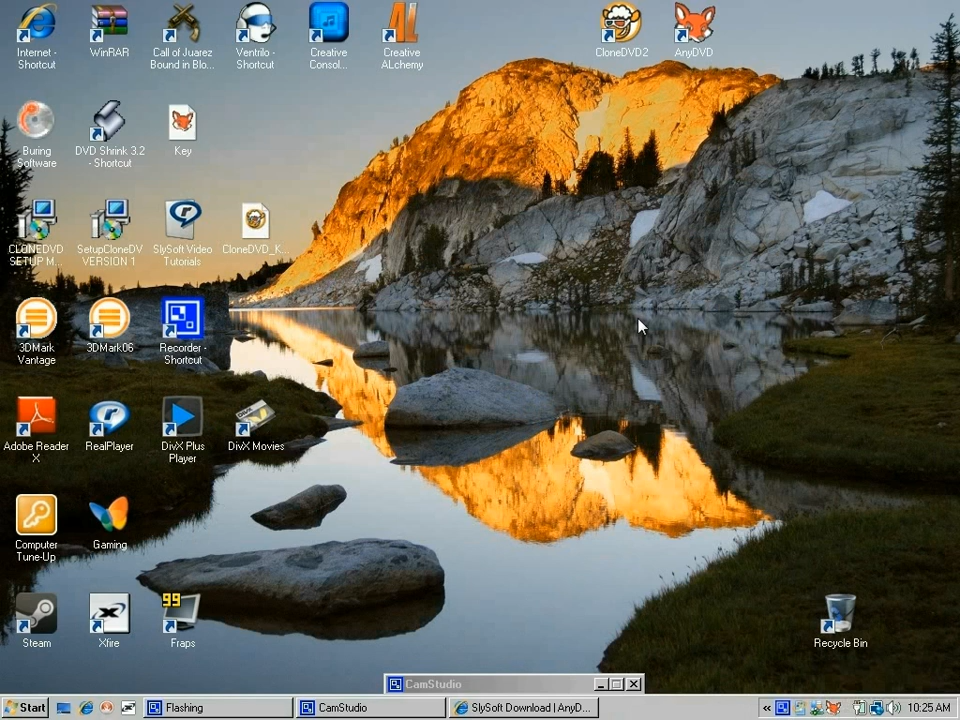 Internet -
Shortcut
WinRAR
Call of Juarez
Bound in Blo...
Ventrilo -
Shortcut
Creative
Consol...
Creative
ALchemy
CloneDVD2
AnyDVD
Buring
Software
DVD Shrink 3.2
- Shortcut
Key
CLONEDVD
SETUP M...
SetupCloneDV
VERSION 1
SlySoft Video
Tutorials
CloneDVD_K...
3DMark
Vantage
3DMark06
Recorder -
Shortcut
Adobe Reader
X
RealPlayer
DivX Plus
Player
DivX Movies
Computer
Tune-Up
Gaming
Steam
Xfire
99
Fraps
Recycle Bin
CamStudio
Start
Flashing
CamStudio
SlySoft Download | AnyD...
10:25 AM